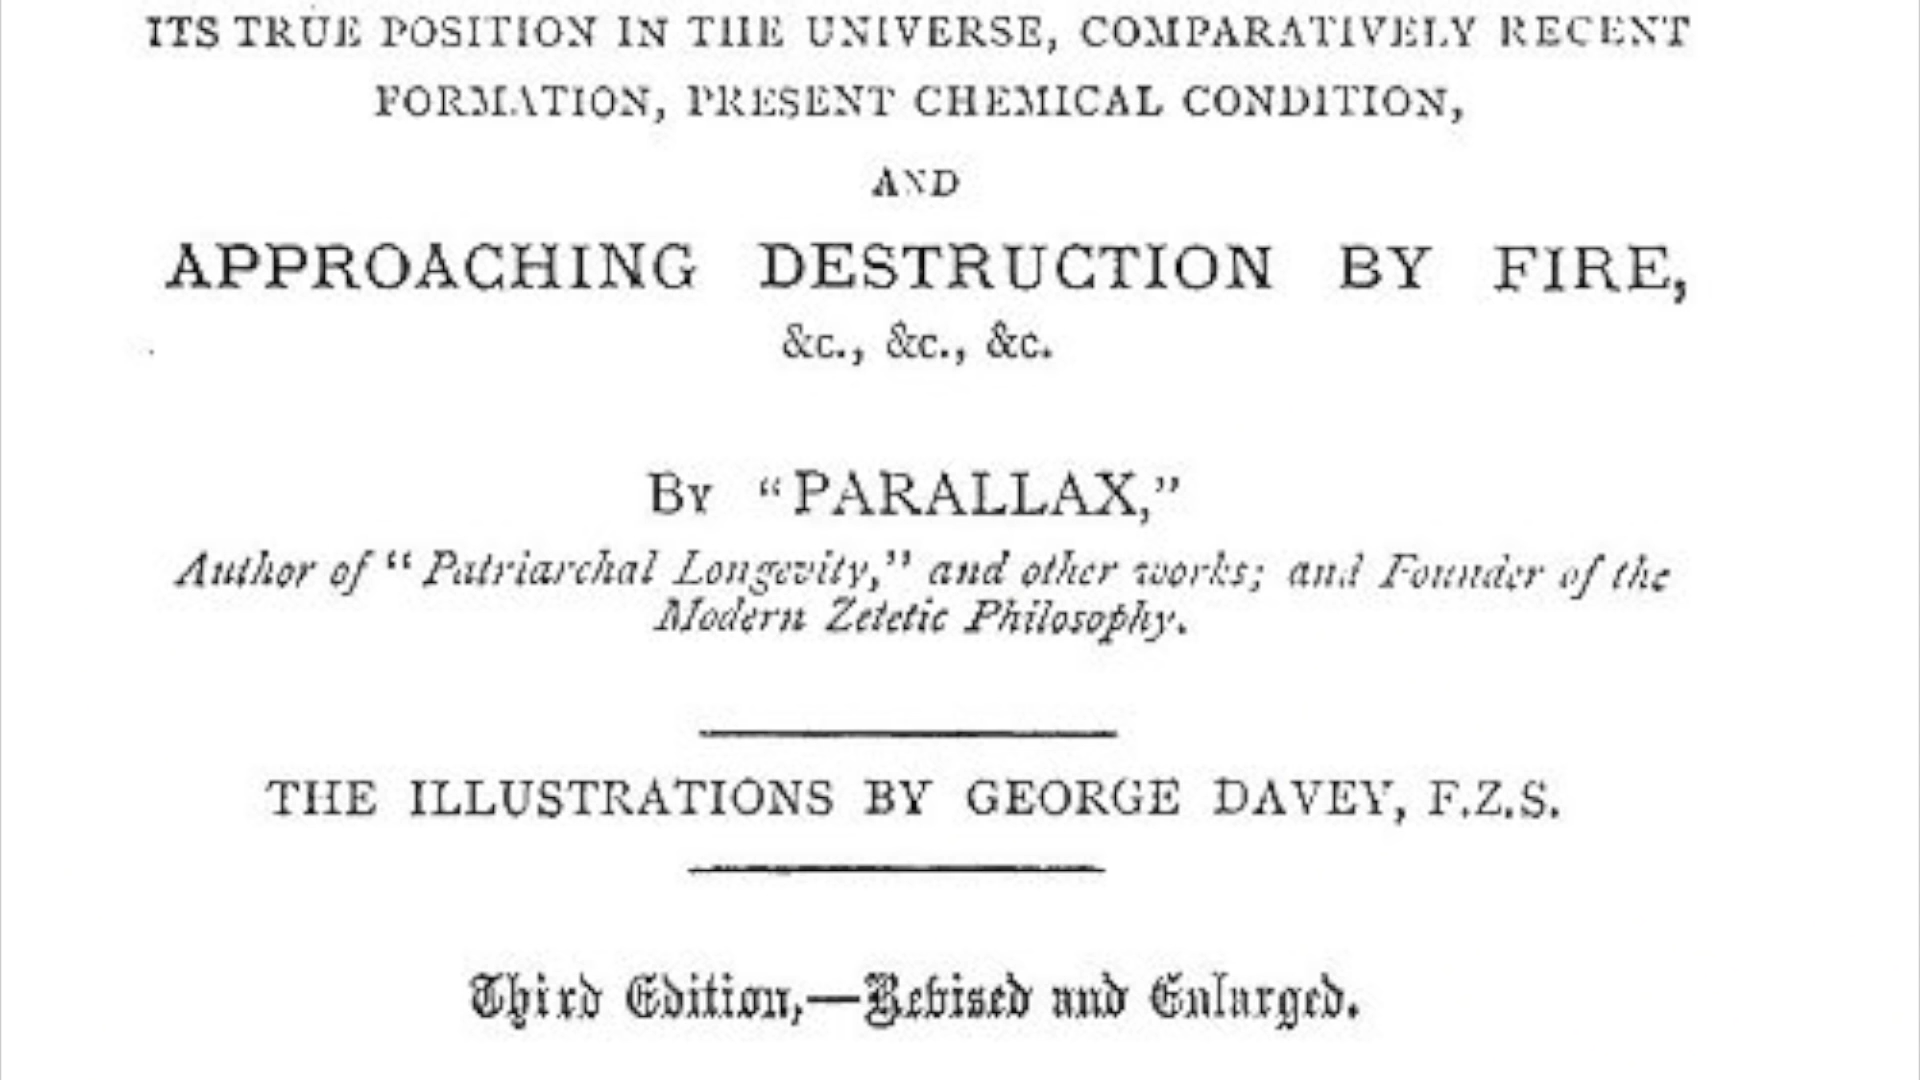 ITS TRUE POSITION IN THE UNIVERSE, COMPARATIVELY RECENT
FORMATION, PRESENT CHEMICAL CONDITION,
AND
APPROACHING DESTRUCTION BY FIRE,
&c., &c., &c.
By "PARALLAX,"
Author of "Patriarchal Longevity," and other works; and Founder of the
Modern Zetetic Philosophy.
THE ILLUSTRATIONS BY GEORGE DAVEY, F.Z.S.
Third Edition,—Revised and Enlarged.